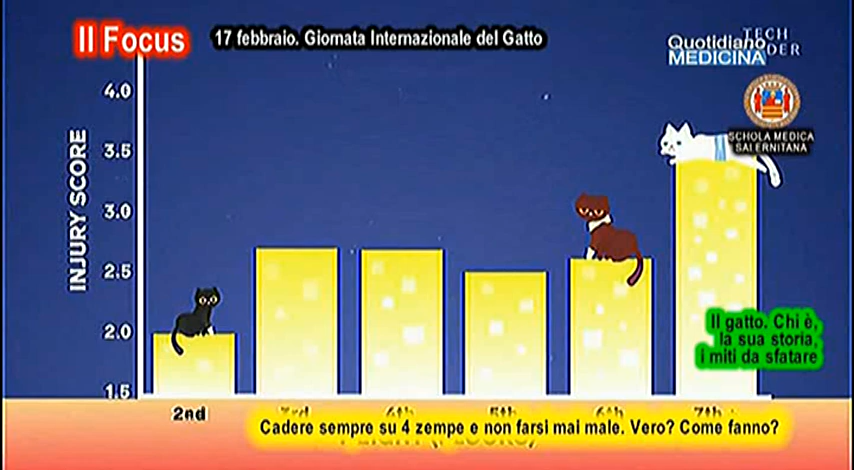 Il Focus
17 febbraio. Giornata Internazionale del Gatto
TECH
Quotidiano
MEDICINA
SCHOLA MEDICA
SALERNITANA
INJURY SCORE
4.0
3.5
3.0
2.5
2.0
1.5
Il gatto. Chi è,
la sua storia,
i miti da sfatare
2nd
Cadere sempre su 4 zempe e non farsi mai male. Vero? Come fanno?